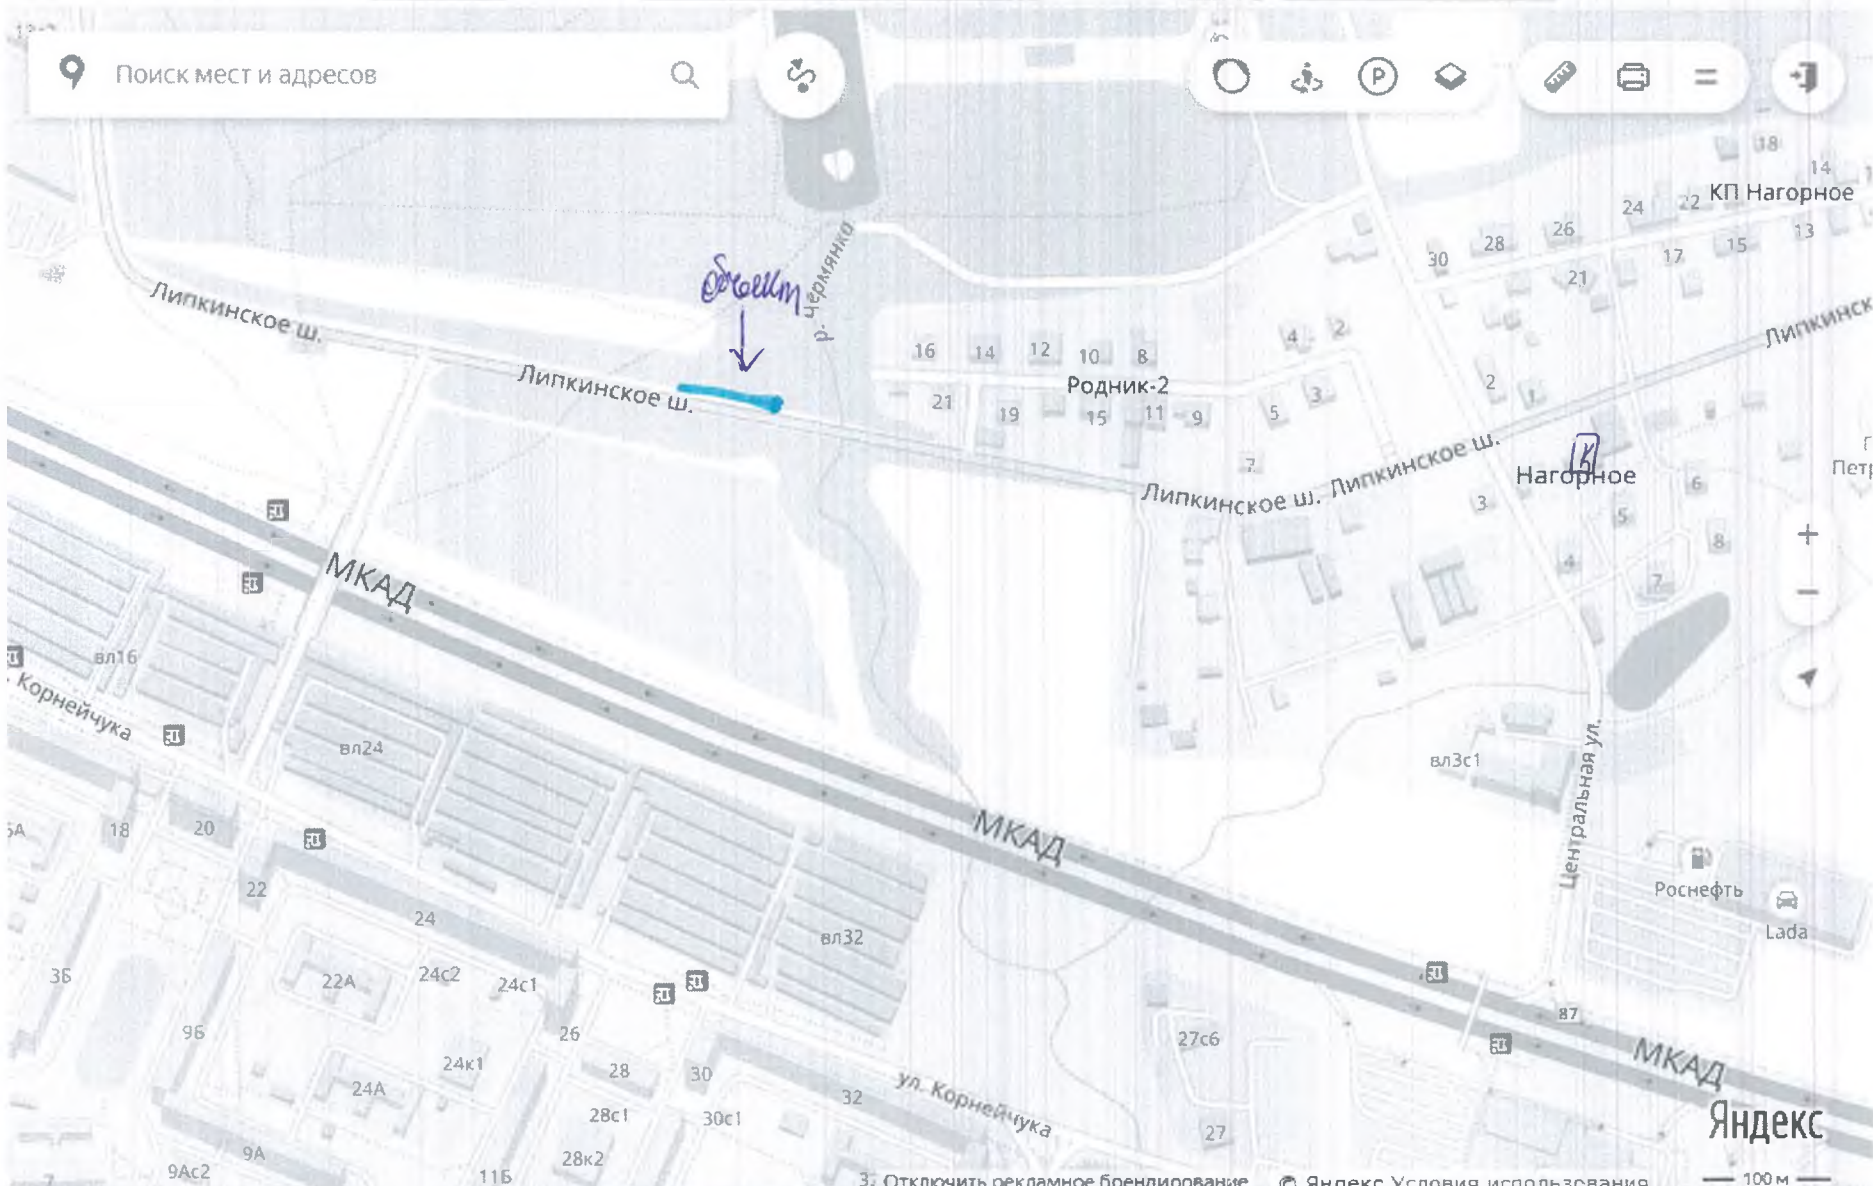 Поиск мест и адресов
P
18
14
КП Нагорное
22
24
26
28
30
13
15
17
21
объект
р. Чермянка
Липкинское ш.
Липкинское ш.
Липкинск
4
2
16
14
12
10
8
Родник-2
21
19
15
11
9
5
3
7
2
1
Липкинское ш.
Липкинское ш.
Нагорное
К
3
6
5
8
4
7
МКАД
вл16
Корнейчука
вл24
вл3с1
Центральная ул.
МКАД
18
20
22
24
вл32
Роснефть
Lada
3Б
22А
24с2
24с1
9Б
26
87
27с6
24к1
28
30
24А
32
ул. Корнейчука
МКАД
28с1
30с1
27
Яндекс
9А
28к2
9Ас2
11Б
Отключить рекламное брендирование
© Яндекс Условия использования
100 м